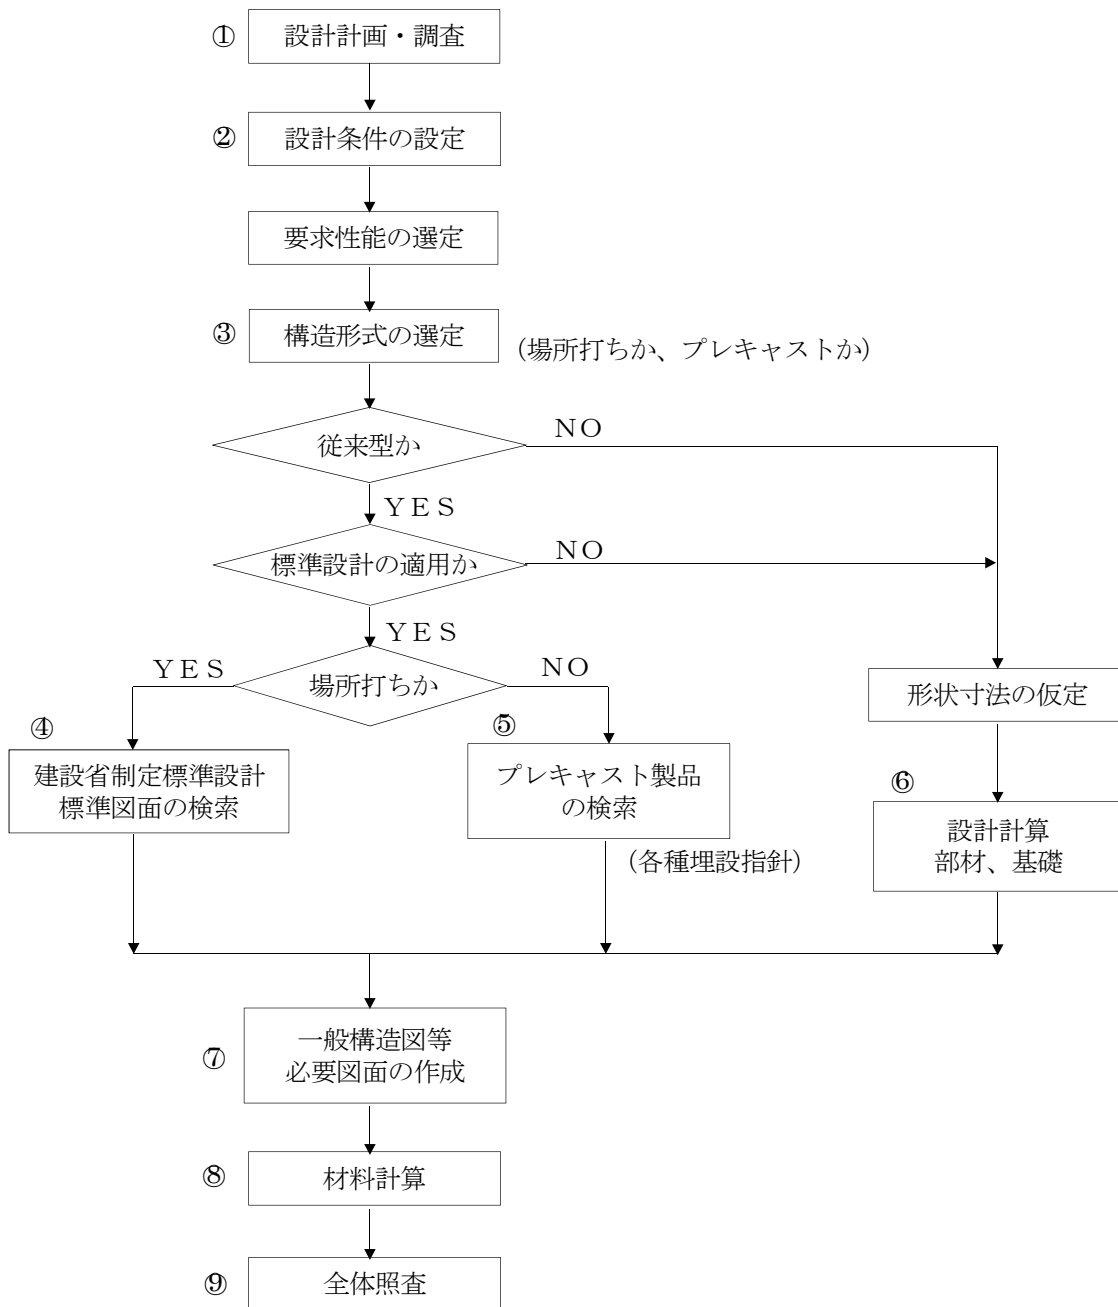 ① 設計計画・調査
② 設計条件の設定
要求性能の選定
③ 構造形式の選定
(場所打ちか、プレキャストか)
従来型か
NO
YES
標準設計の適用か
NO
YES
場所打ちか
YES
NO
形状寸法の仮定
④
建設省制定標準設計
標準図面の検索
⑤
プレキャスト製品
の検索
(各種埋設指針)
⑥
設計計算
部材、基礎
⑦
一般構造図等
必要図面の作成
⑧ 材料計算
⑨ 全体照査